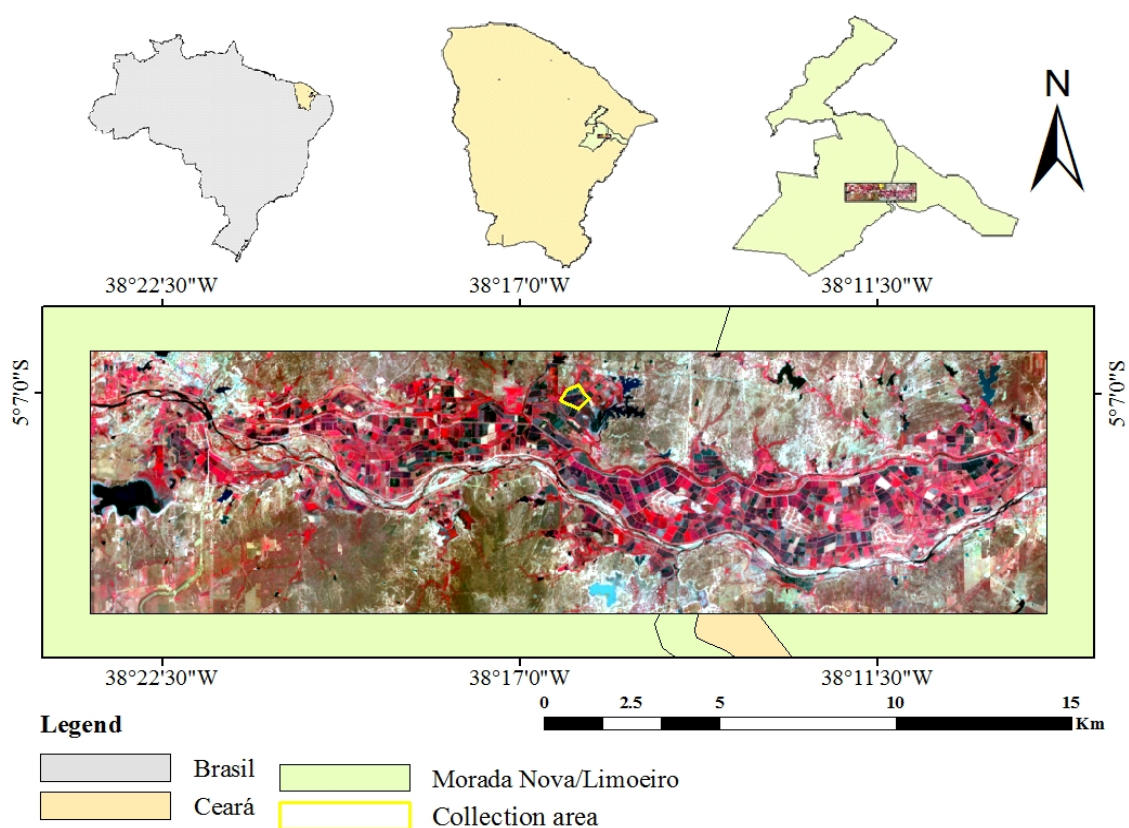 N
38°22'30"W 38°17'0"W 38°11'30"W
5°7'0"S
5°7'0"S
38°22'30"W 38°17'0"W 38°11'30"W
0 2.5 5 10 15
Km
Legend
Brasil
Ceará
Morada Nova/Limoeiro
Collection area